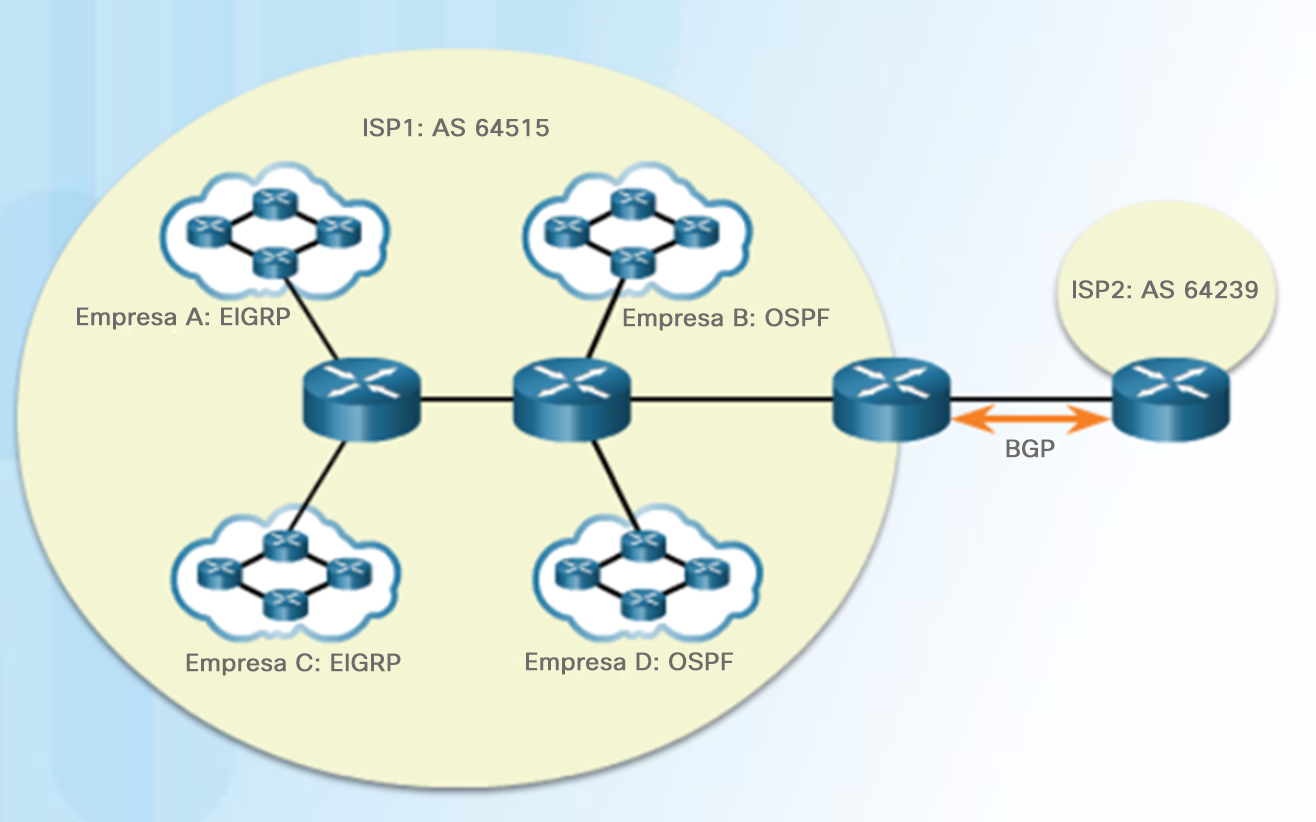 ISP1: AS 64515
Empresa A: EIGRP
Empresa B: OSPF
ISP2: AS 64239
BGP
Empresa C: EIGRP
Empresa D: OSPF